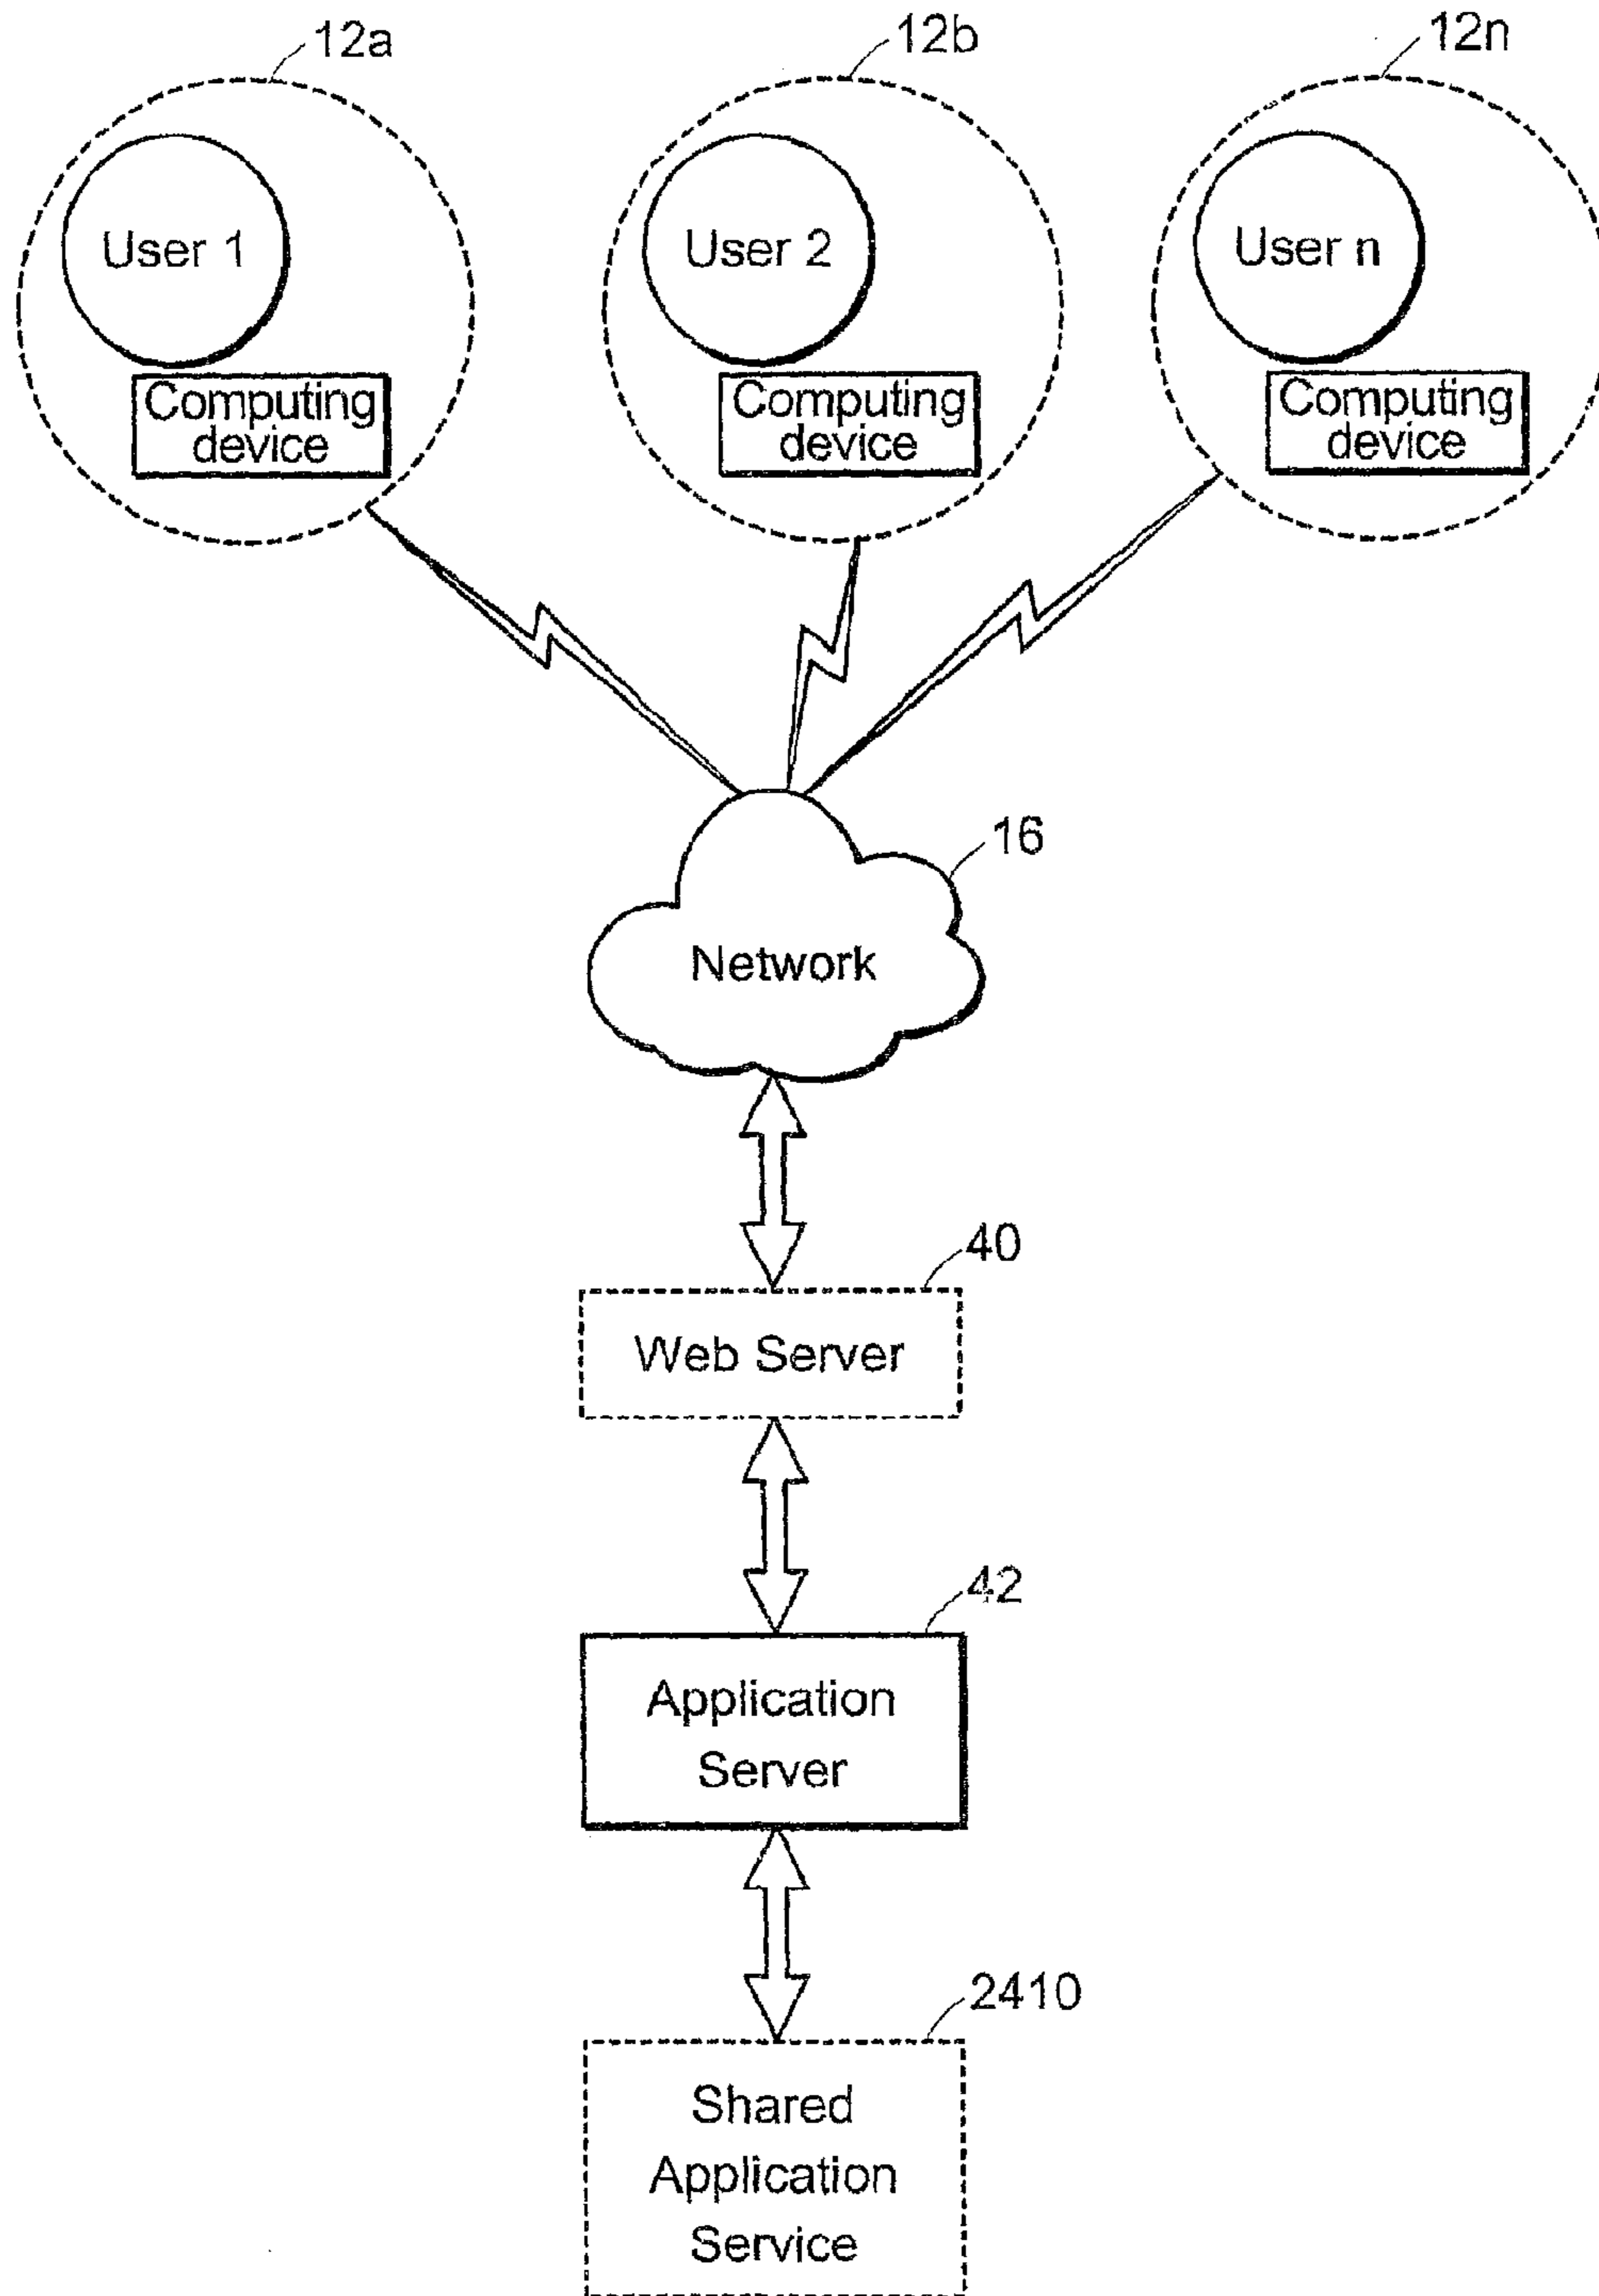 12a
12b
12n
User 1
User 2
User n
Computing
device
Computing
device
Computing
device
16
Network
40
Web Server
42
Application
Server
2410
Shared
Application
Service